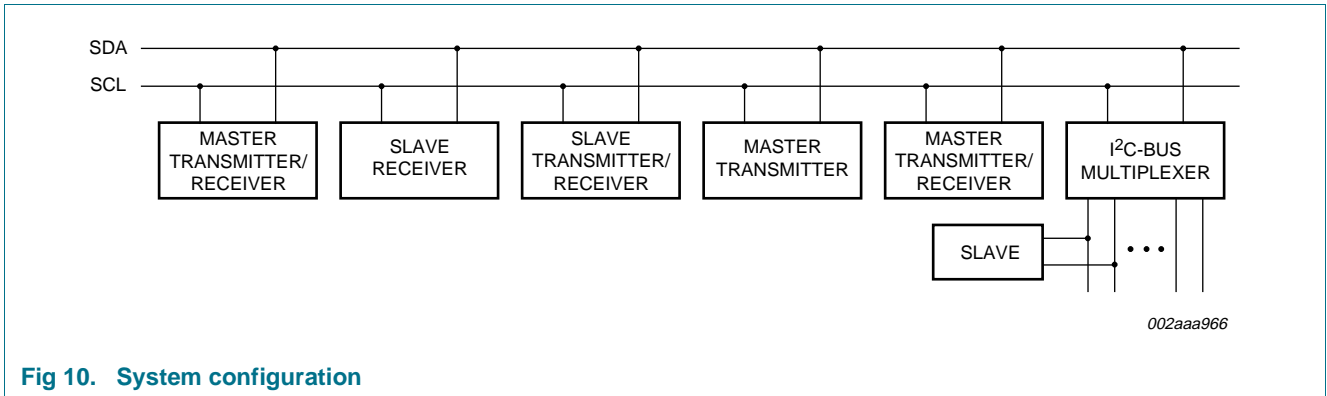 SDA
SCL
MASTER
TRANSMITTER/
RECEIVER
SLAVE
RECEIVER
SLAVE
TRANSMITTER/
RECEIVER
MASTER
TRANSMITTER
MASTER
TRANSMITTER/
RECEIVER
I²C-BUS
MULTIPLEXER
SLAVE
002aaa966
Fig 10. System configuration